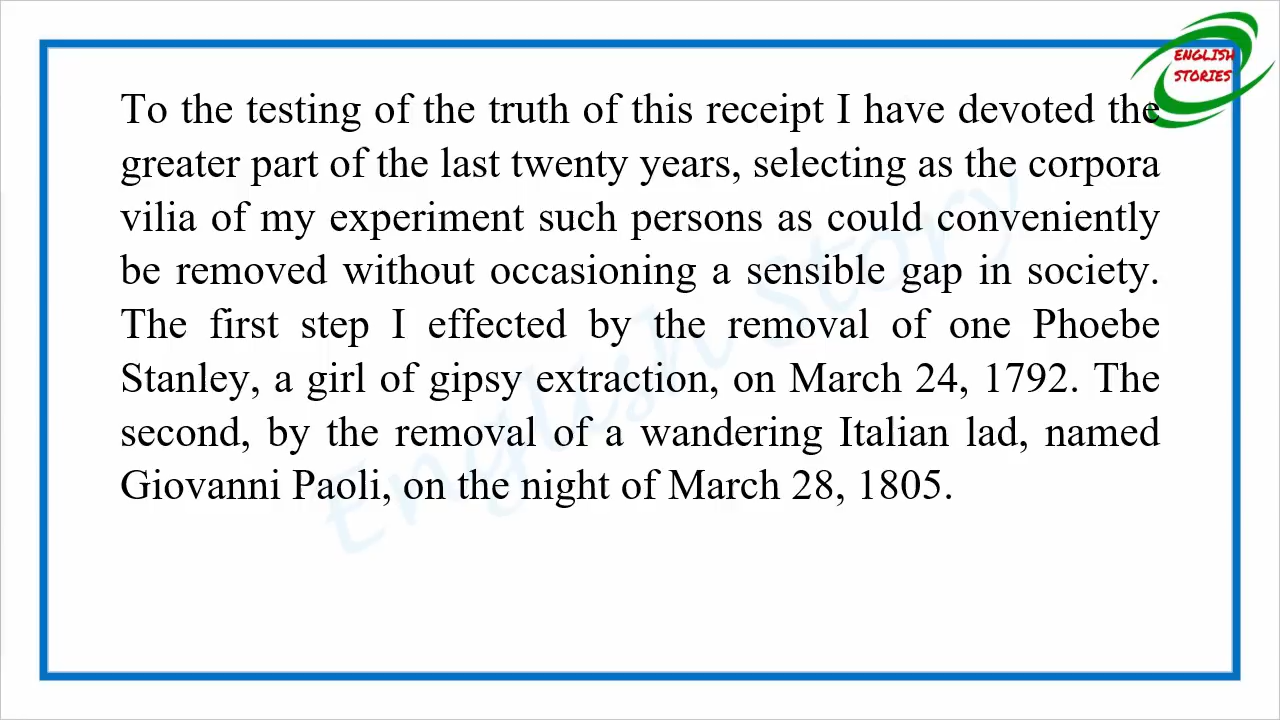 ENGLISH
STORIES
To the testing of the truth of this receipt I have devoted the
greater part of the last twenty years, selecting as the corpora
vilia of my experiment such persons as could conveniently
be removed without occasioning a sensible gap in society.
The first step I effected by the removal of one Phoebe
Stanley, a girl of gipsy extraction, on March 24, 1792. The
second, by the removal of a wandering Italian lad, named
Giovanni Paoli, on the night of March 28, 1805.
English Story